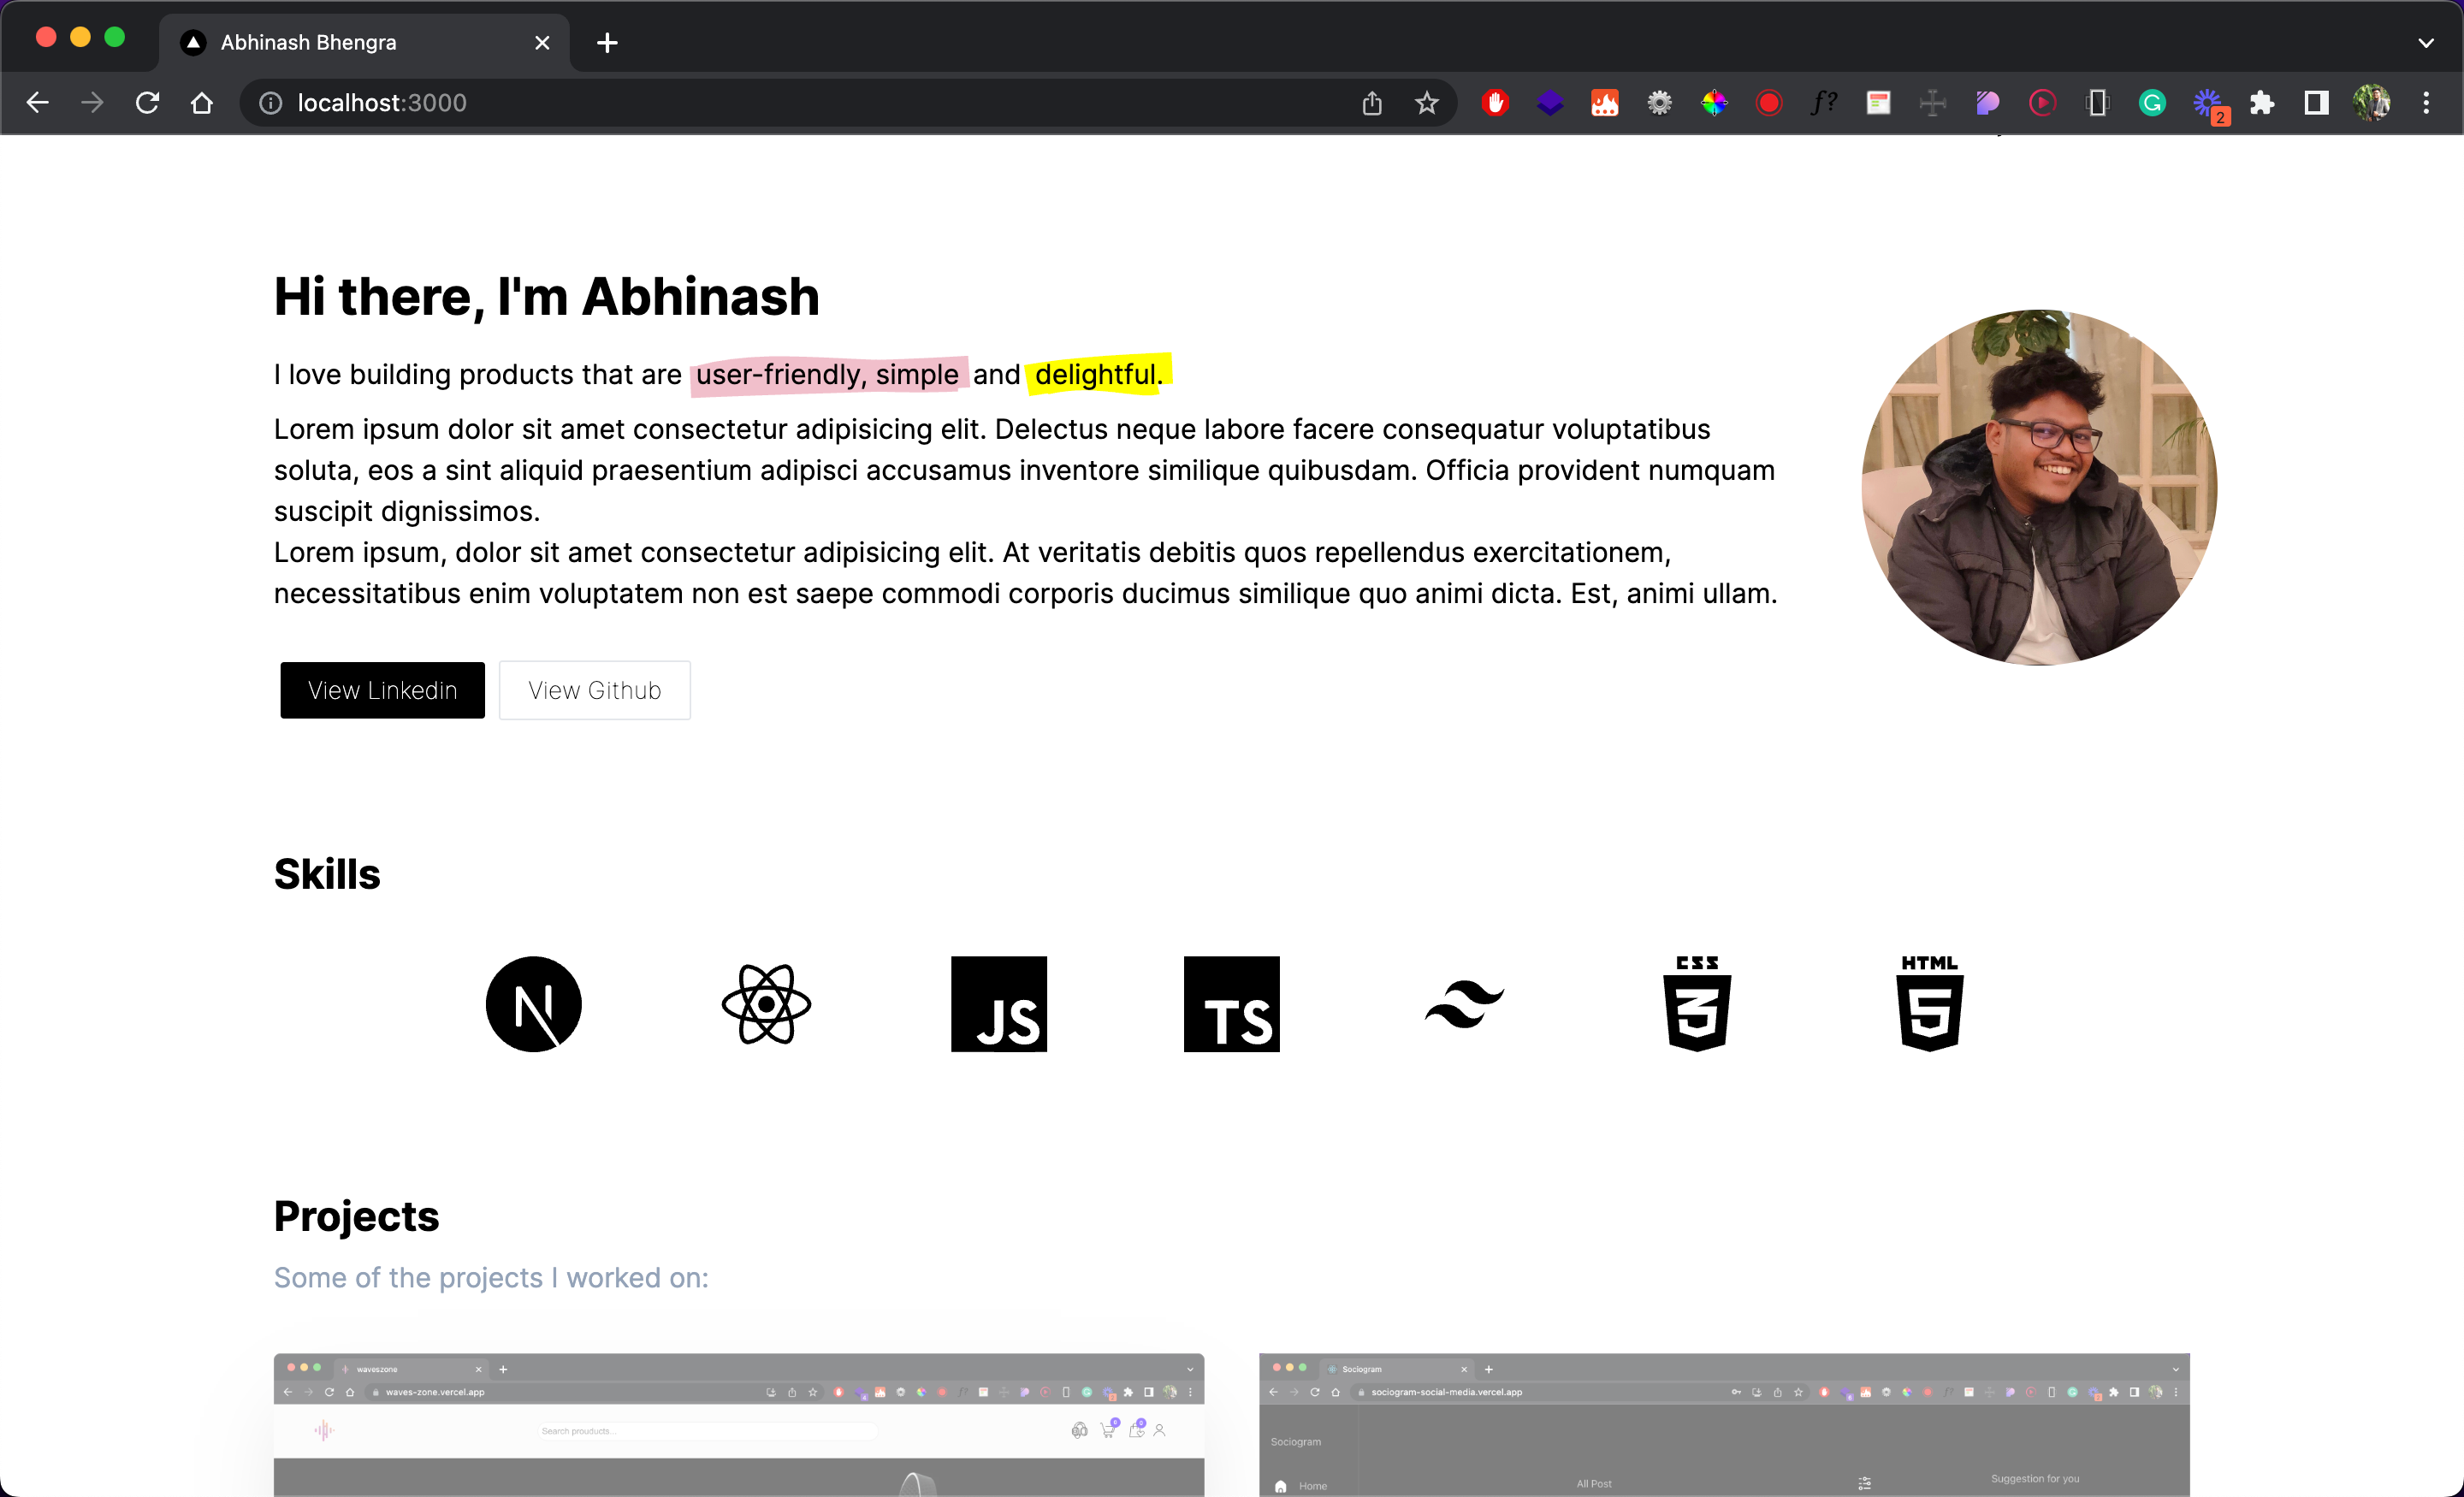 Abhinash Bhengra
localhost:3000
2
Hi there, I'm Abhinash
I love building products that are user-friendly, simple and delightful.
Lorem ipsum dolor sit amet consectetur adipisicing elit. Delectus neque labore facere consequatur voluptatibus
soluta, eos a sint aliquid praesentium adipisci accusamus inventore similique quibusdam. Officia provident numquam
suscipit dignissimos.
Lorem ipsum, dolor sit amet consectetur adipisicing elit. At veritatis debitis quos repellendus exercitationem,
necessitatibus enim voluptatem non est saepe commodi corporis ducimus similique quo animi dicta. Est, animi ullam.
View Linkedin View Github
Skills
N JS TS CSS 3 HTML 5
Projects
Some of the projects I worked on:
waveszone
waves-zone.vercel.app
Search prouducts...
Sociogram
sociogram-social-media.vercel.app
Sociogram
Home
All Post
Suggestion for you